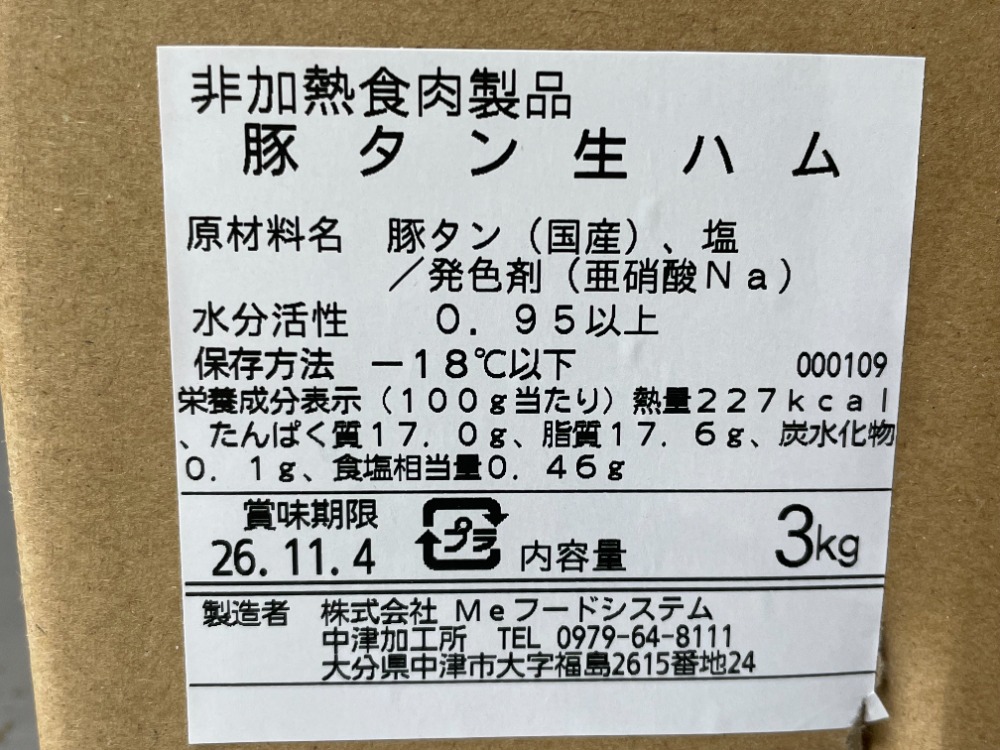 非加熱食肉製品
豚タン生ハム
原材料名 豚タン（国産）、塩
／発色剤（亜硝酸Ｎａ）
水分活性 ０．９５以上
保存方法 －１８℃以下 000109
栄養成分表示（１００ｇ当たり）熱量２２７ｋｃａｌ
、たんぱく質１７．０ｇ、脂質１７．６ｇ、炭水化物
０．１ｇ、食塩相当量０．４６ｇ
賞味期限
26.11.4 プラ 内容量 3kg
製造者 株式会社 Ｍｅフードシステム
中津加工所 TEL 0979-64-8111
大分県中津市大字福島2615番地24